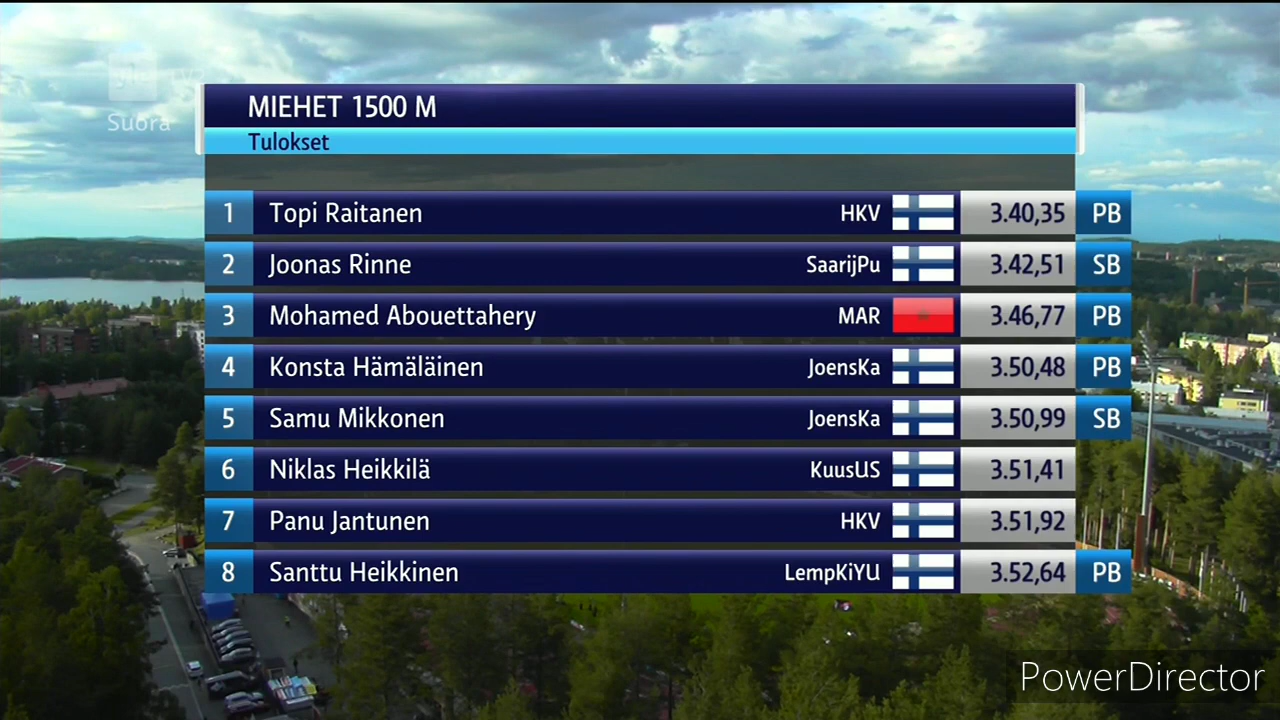 Suora
MIEHET 1500 M
Tulokset
1 Topi Raitanen HKV 3.40,35 PB
2 Joonas Rinne SaarijPu 3.42,51 SB
3 Mohamed Abouettahery MAR 3.46,77 PB
4 Konsta Hämäläinen JoensKa 3.50,48 PB
5 Samu Mikkonen JoensKa 3.50,99 SB
6 Niklas Heikkilä KuusUS 3.51,41
7 Panu Jantunen HKV 3.51,92
8 Santtu Heikkinen LempKiYU 3.52,64 PB
PowerDirector